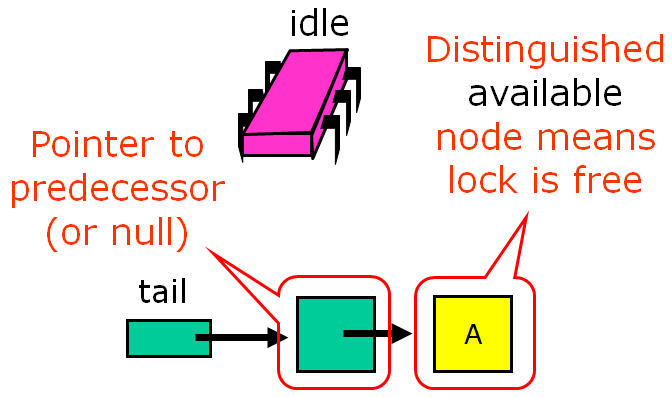 idle
Distinguished
available
node means
lock is free
Pointer to
predecessor
(or null)
tail
A